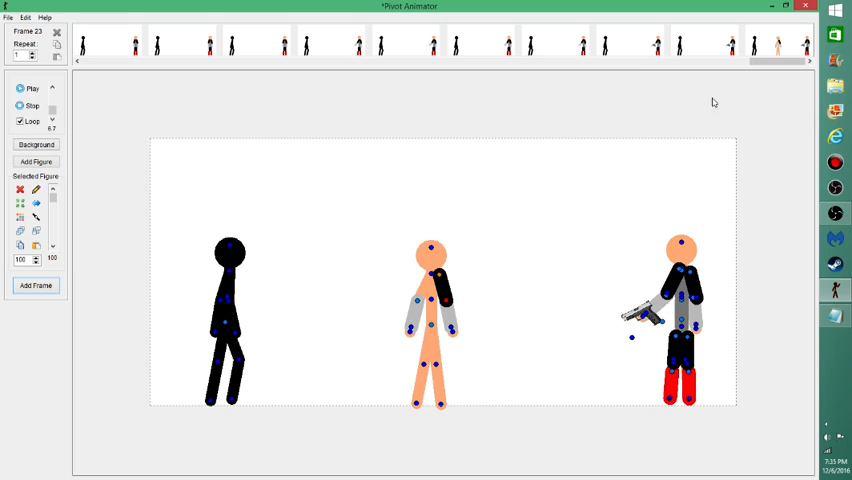 *Pivot Animator
File Edit Help
Frame 23
Repeat:
1
Play
Stop
Loop
6.7
Background
Add Figure
Selected Figure
100
100
Add Frame
7:35 PM
12/6/2016